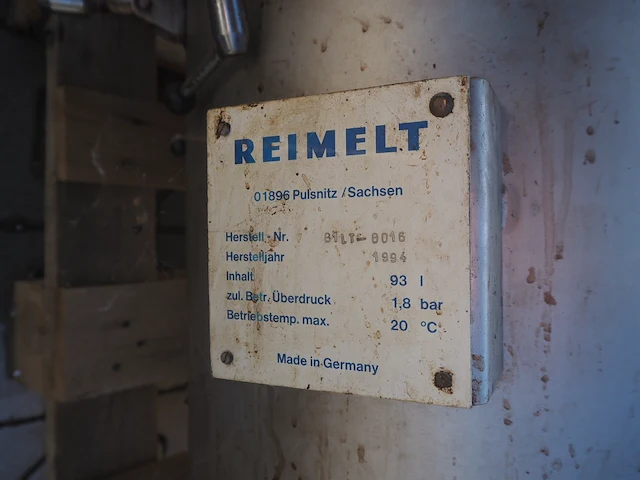 REIMELT
01896 Pulsnitz /Sachsen
Herstell.-Nr.
Herstelljahr 1994
Inhalt 93 l
zul. Betr. Überdruck 1,8 bar
Betriebstemp. max. 20 °C
Made in Germany